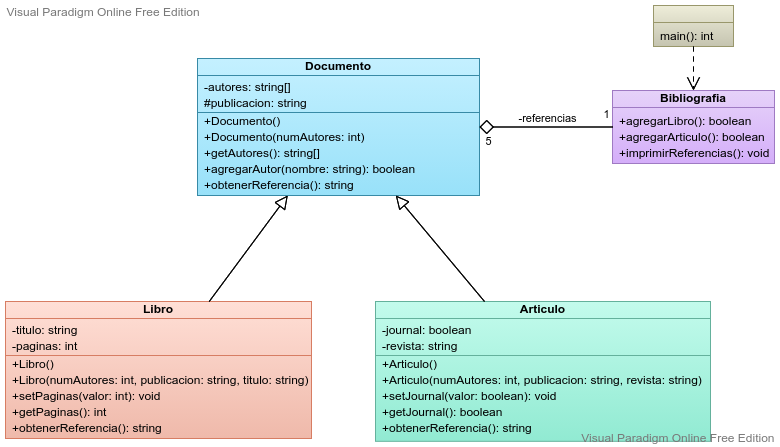 Visual Paradigm Online Free Edition
main(): int
Documento
-autores: string[]
#publicacion: string
+Documento()
+Documento(numAutores: int)
+getAutores(): string[]
+agregarAutor(nombre: string): boolean
+obtenerReferencia(): string
5
-referencias
1
Bibliografia
+agregarLibro(): boolean
+agregarArticulo(): boolean
+imprimirReferencias(): void
Libro
-titulo: string
-paginas: int
+Libro()
+Libro(numAutores: int, publicacion: string, titulo: string)
+setPaginas(valor: int): void
+getPaginas(): int
+obtenerReferencia(): string
Articulo
-journal: boolean
-revista: string
+Articulo()
+Articulo(numAutores: int, publicacion: string, revista: string)
+setJournal(valor: boolean): void
+getJournal(): boolean
+obtenerReferencia(): string
Visual Paradigm Online Free Edition